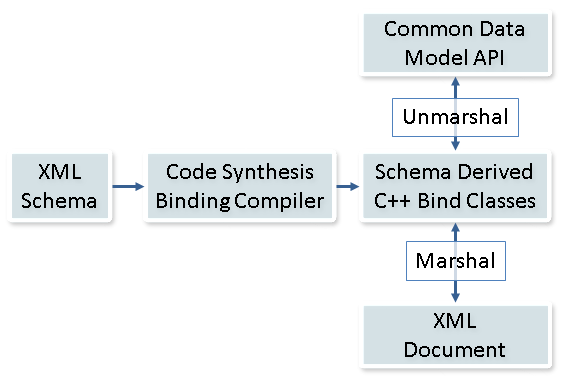 Common Data
Model API
Unmarshal
XML
Schema
Code Synthesis
Binding Compiler
Schema Derived
C++ Bind Classes
Marshal
XML
Document